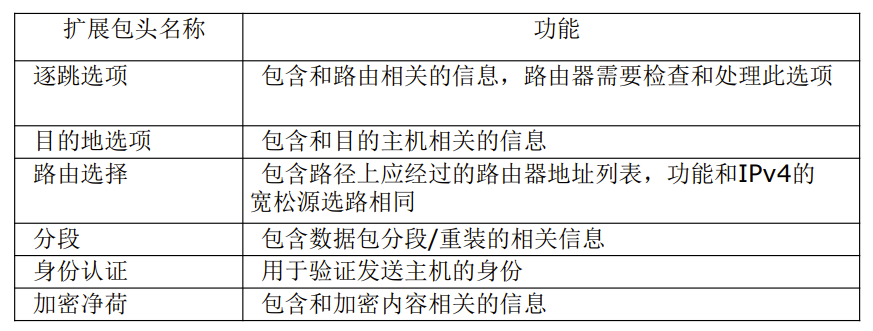 扩展包头名称 功能
逐跳选项 包含和路由相关的信息，路由器需要检查和处理此选项
目的地选项 包含和目的主机相关的信息
路由选择 包含路径上应经过的路由器地址列表，功能和IPv4的
宽松源选路相同
分段 包含数据包分段/重装的相关信息
身份认证 用于验证发送主机的身份
加密净荷 包含和加密内容相关的信息